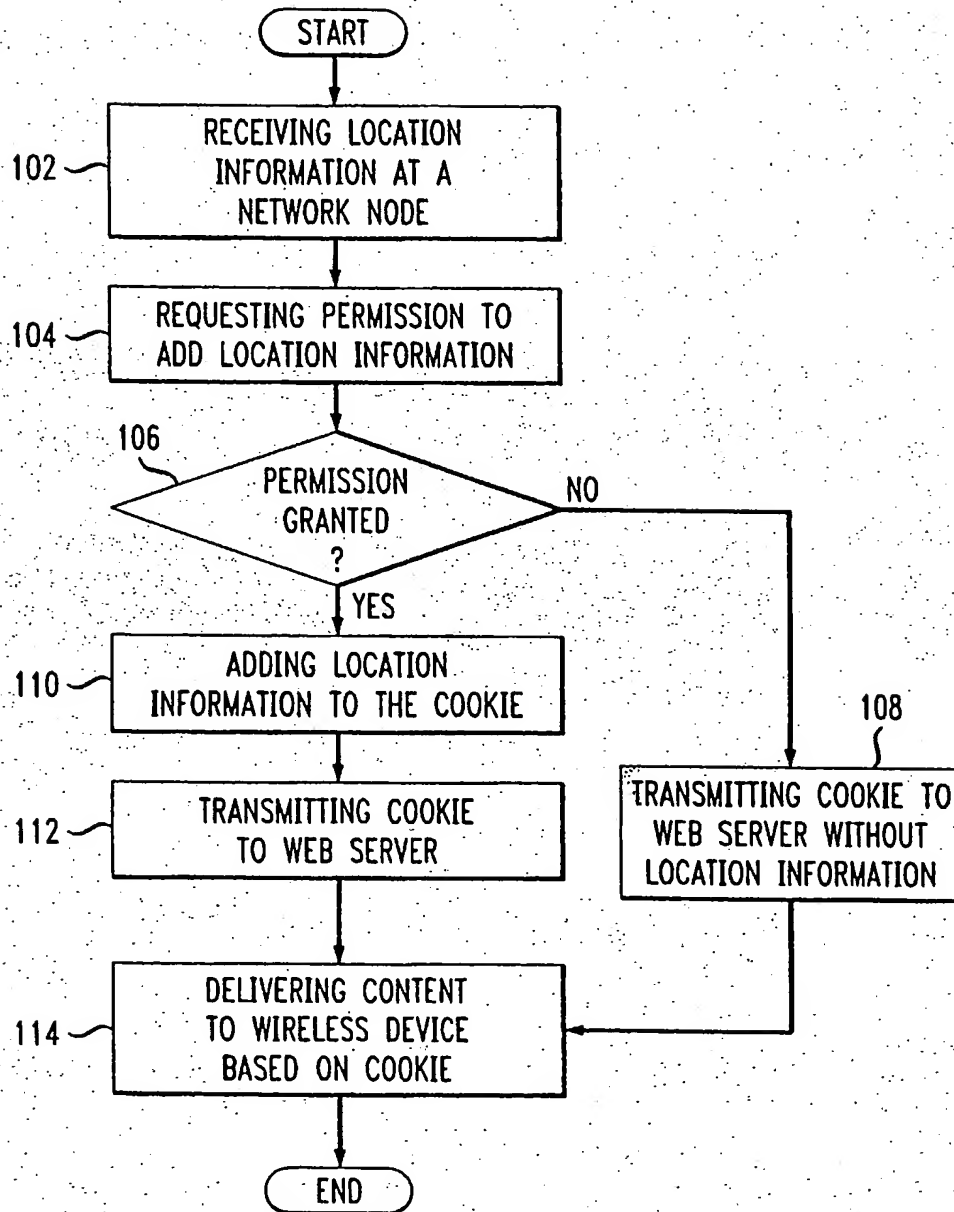 START
102
RECEIVING LOCATION
INFORMATION AT A
NETWORK NODE
104
REQUESTING PERMISSION TO
ADD LOCATION INFORMATION
106
PERMISSION
GRANTED
?
NO
YES
110
ADDING LOCATION
INFORMATION TO THE COOKIE
108
TRANSMITTING COOKIE TO
WEB SERVER WITHOUT
LOCATION INFORMATION
112
TRANSMITTING COOKIE
TO WEB SERVER
114
DELIVERING CONTENT
TO WIRELESS DEVICE
BASED ON COOKIE
END